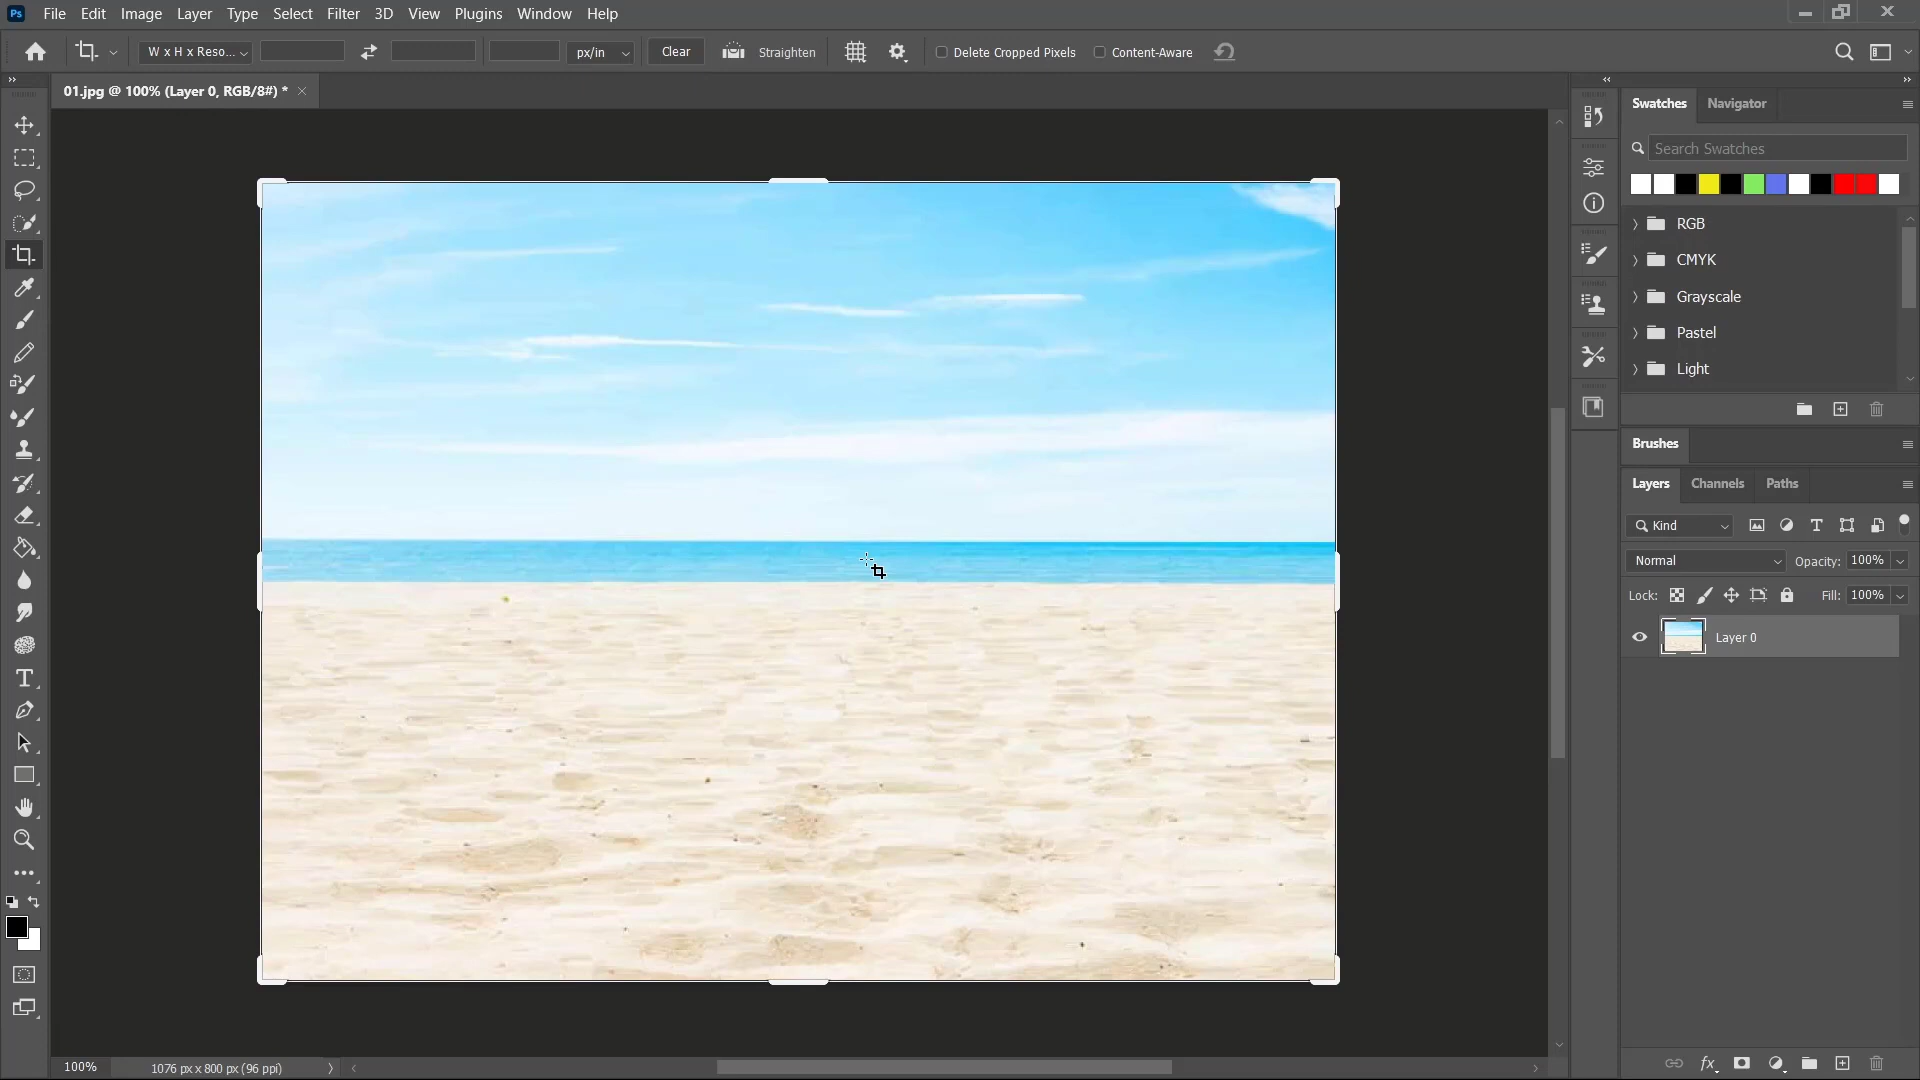 Ps File Edit Image Layer Type Select Filter 3D View Plugins Window Help
W x H x Reso... px/in Clear Straighten Delete Cropped Pixels Content-Aware
01.jpg @ 100% (Layer 0, RGB/8#) *
Swatches Navigator
Search Swatches
RGB
CMYK
Grayscale
Pastel
Light
Brushes
Layers Channels Paths
Kind
Normal Opacity: 100%
Lock: Fill: 100%
Layer 0
100% 1076 px x 800 px (96 ppi)